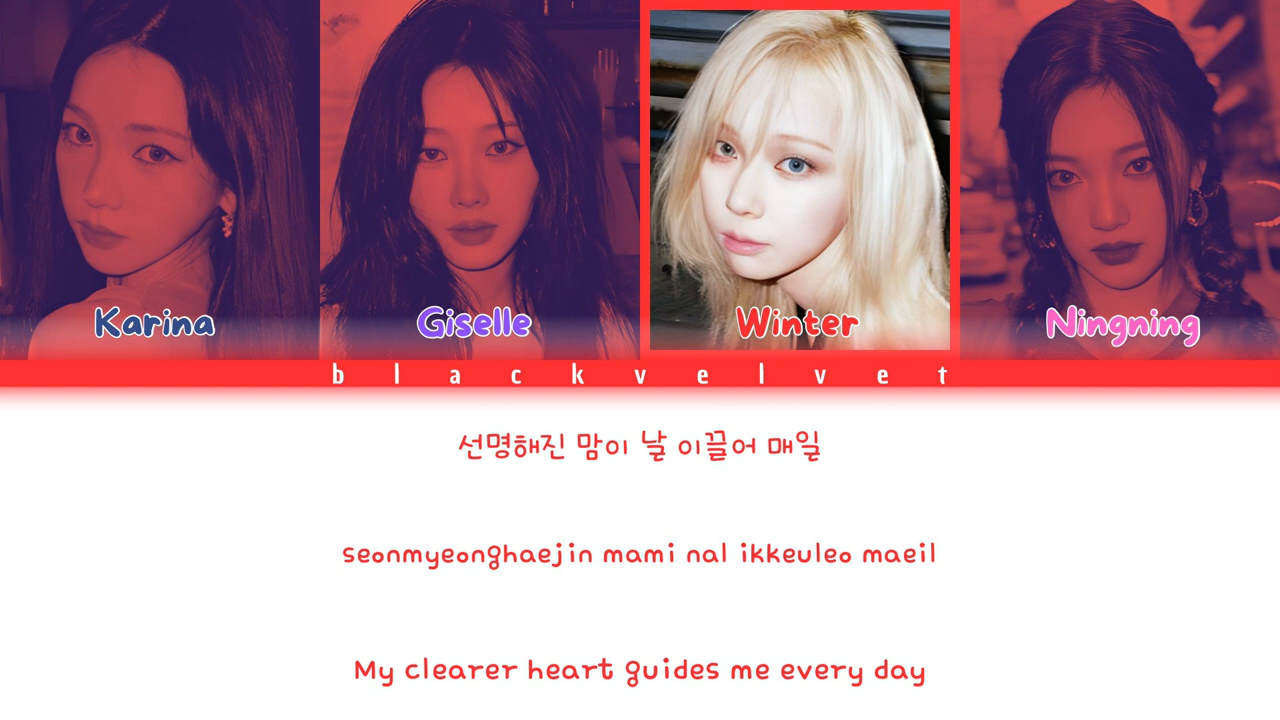 Karina Giselle Winter Ningning
blackvelvet
선명해진 맘이 날 이끌어 매일
seonmyeonghaejin mami nal ikkeuleo maeil
My clearer heart guides me every day